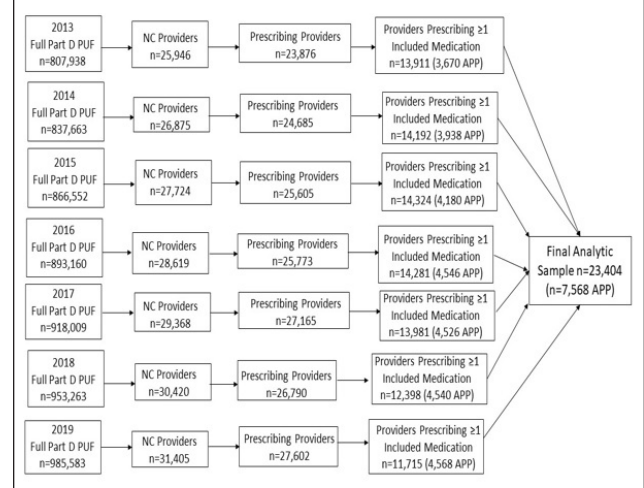 2013
Full Part D PUF
n=807,938
NC Providers
n=25,946
Prescribing Providers
n=23,876
Providers Prescribing ≥1
Included Medication
n=13,911 (3,670 APP)
2014
Full Part D PUF
n=837,663
NC Providers
n=26,875
Prescribing Providers
n=24,685
Providers Prescribing ≥1
Included Medication
n=14,192 (3,938 APP)
2015
Full Part D PUF
n=866,552
NC Providers
n=27,724
Prescribing Providers
n=25,605
Providers Prescribing ≥1
Included Medication
n=14,324 (4,180 APP)
2016
Full Part D PUF
n=893,160
NC Providers
n=28,619
Prescribing Providers
n=25,773
Providers Prescribing ≥1
Included Medication
n=14,281 (4,546 APP)
2017
Full Part D PUF
n=918,009
NC Providers
n=29,368
Prescribing Providers
n=27,165
Providers Prescribing ≥1
Included Medication
n=13,981 (4,526 APP)
2018
Full Part D PUF
n=953,263
NC Providers
n=30,420
Prescribing Providers
n=26,790
Providers Prescribing ≥1
Included Medication
n=12,398 (4,540 APP)
2019
Full Part D PUF
n=985,583
NC Providers
n=31,405
Prescribing Providers
n=27,602
Providers Prescribing ≥1
Included Medication
n=11,715 (4,568 APP)
Final Analytic
Sample n=23,404
(n=7,568 APP)